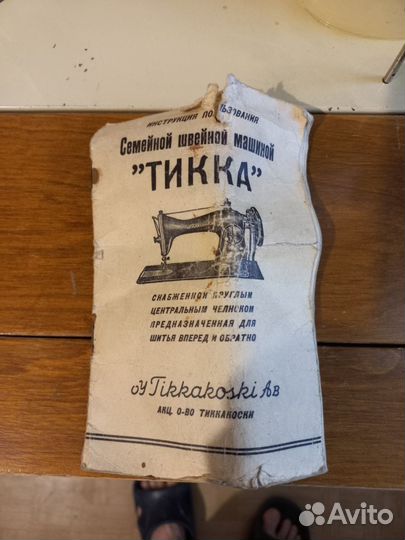 ИНСТРУКЦИЯ ПОЛЬЗОВАНИЯ
Семейной швейной машиной
"ТИККА"
СНАБЖЕННОЙ КРУГЛЫМ
ЦЕНТРАЛЬНЫМ ЧЕЛНОКОМ
ПРЕДНАЗНАЧЕННАЯ ДЛЯ
ШИТЬЯ ВПЕРЕД И ОБРАТНО
OY Tikkakoski AB
АКЦ. О-ВО ТИККАКОСКИ
Avito